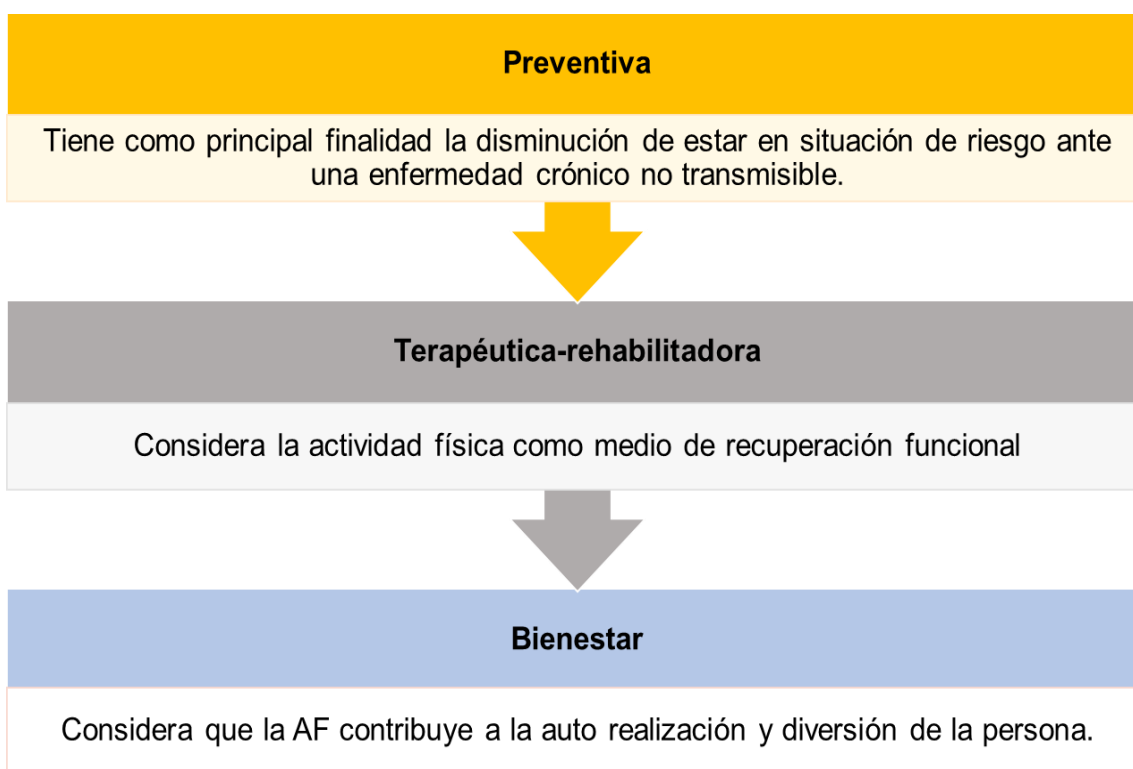 Preventiva
Tiene como principal finalidad la disminución de estar en situación de riesgo ante
una enfermedad crónico no transmisible.
Terapéutica-rehabilitadora
Considera la actividad física como medio de recuperación funcional
Bienestar
Considera que la AF contribuye a la auto realización y diversión de la persona.